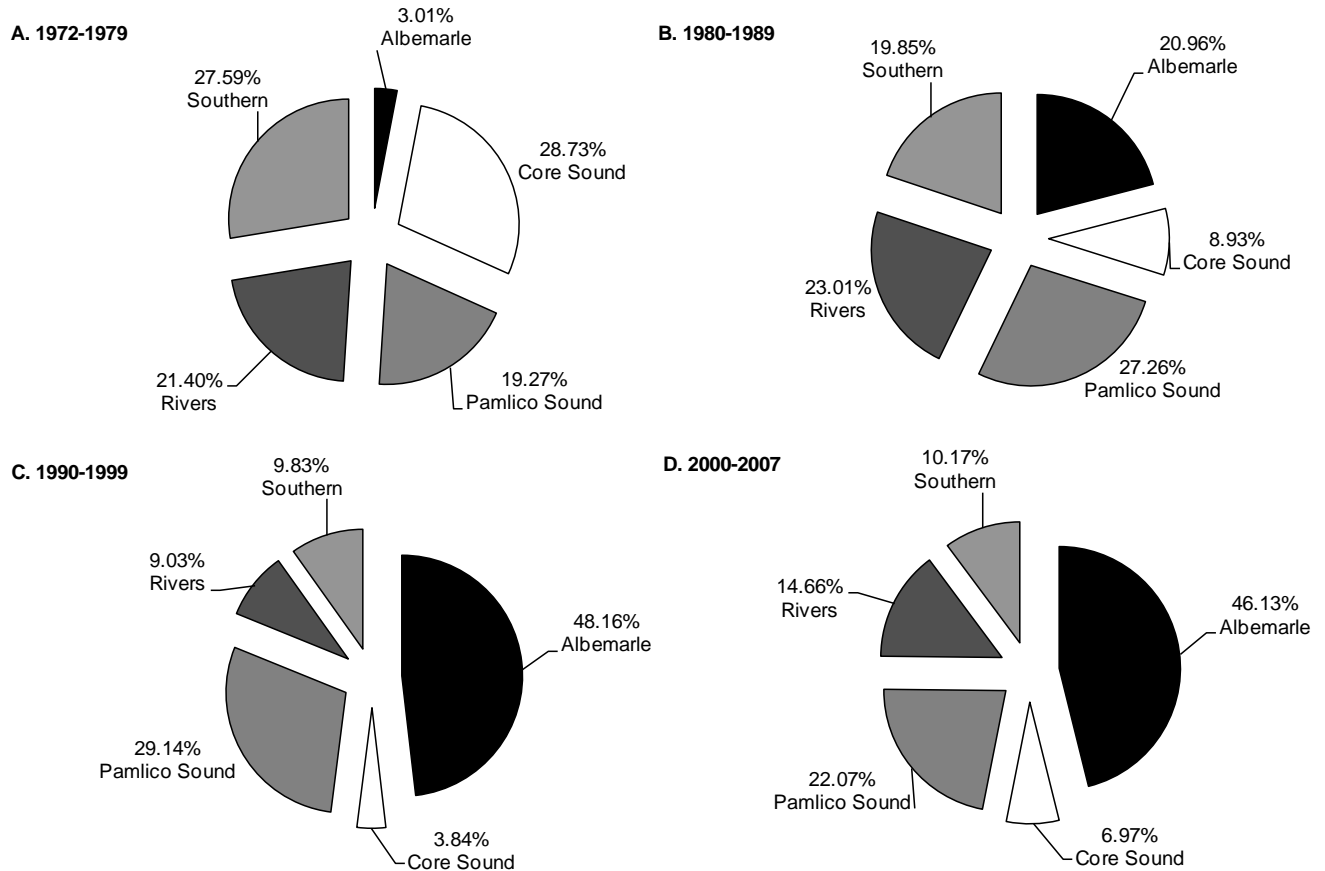 A. 1972-1979
3.01%
Albemarle
27.59%
Southern
28.73%
Core Sound
21.40%
Rivers
19.27%
Pamlico Sound
B. 1980-1989
19.85%
Southern
20.96%
Albemarle
8.93%
Core Sound
23.01%
Rivers
27.26%
Pamlico Sound
C. 1990-1999
9.83%
Southern
9.03%
Rivers
48.16%
Albemarle
29.14%
Pamlico Sound
3.84%
Core Sound
D. 2000-2007
10.17%
Southern
14.66%
Rivers
46.13%
Albemarle
22.07%
Pamlico Sound
6.97%
Core Sound